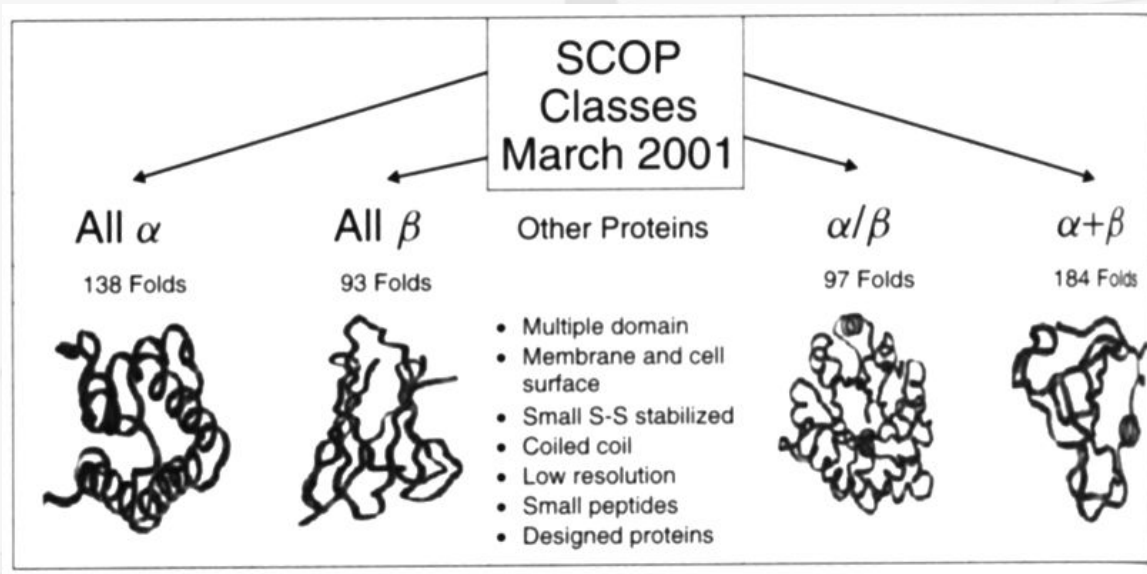 SCOP
Classes
March 2001
All α
138 Folds
All β
93 Folds
Other Proteins
• Multiple domain
• Membrane and cell
surface
• Small S-S stabilized
• Coiled coil
• Low resolution
• Small peptides
• Designed proteins
α/β
97 Folds
α+β
184 Folds